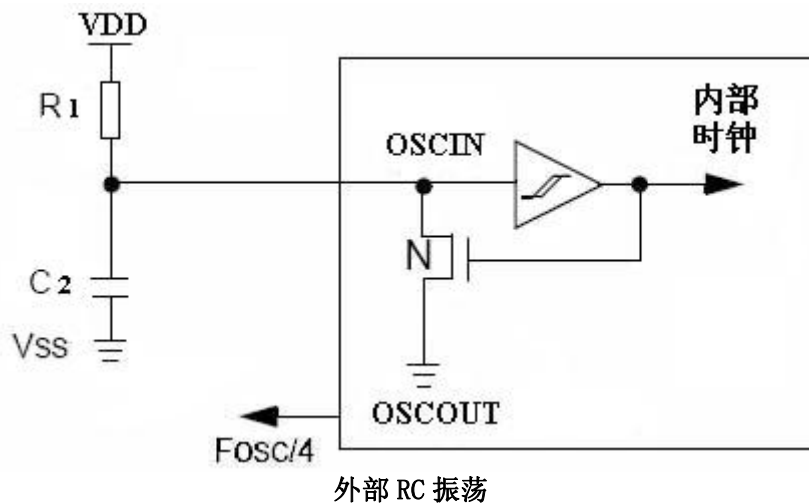 VDD
R1
OSCIN
内部
时钟
N
C2
VSS
OSCOUT
FOSC/4
外部 RC 振荡